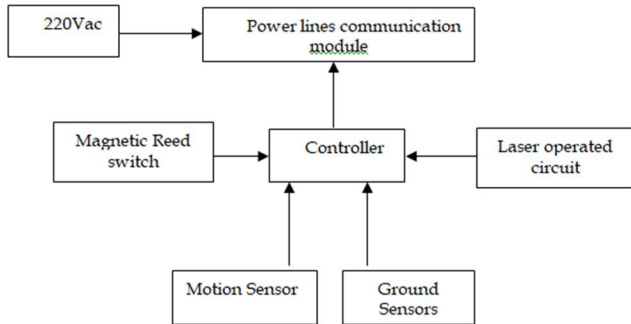 220Vac
Power lines communication
module
Magnetic Reed
switch
Controller
Laser operated
circuit
Motion Sensor
Ground
Sensors